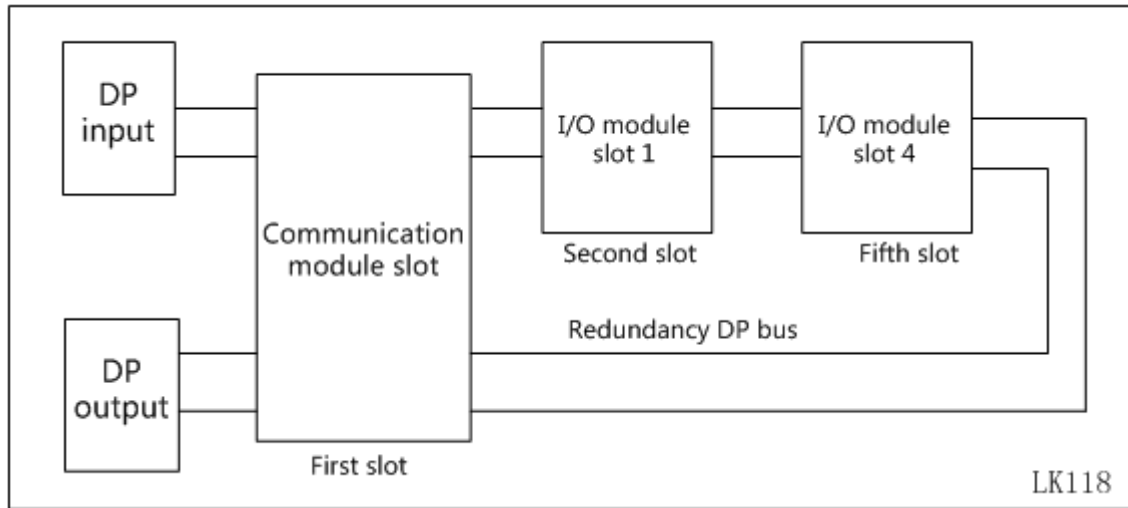 DP
input
Communication
module slot
I/O module
slot 1
I/O module
slot 4
Second slot
Fifth slot
Redundancy DP bus
DP
output
First slot
LK118